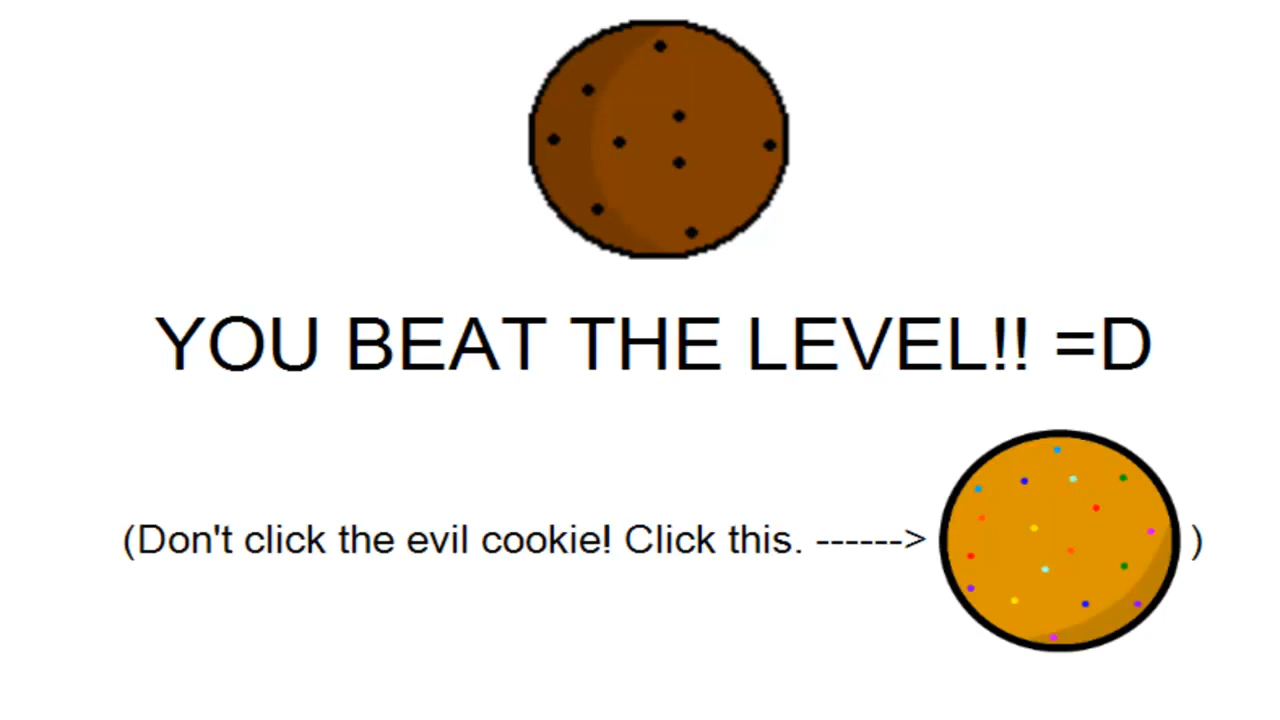 YOU BEAT THE LEVEL!! =D
(Don't click the evil cookie! Click this. ------> )